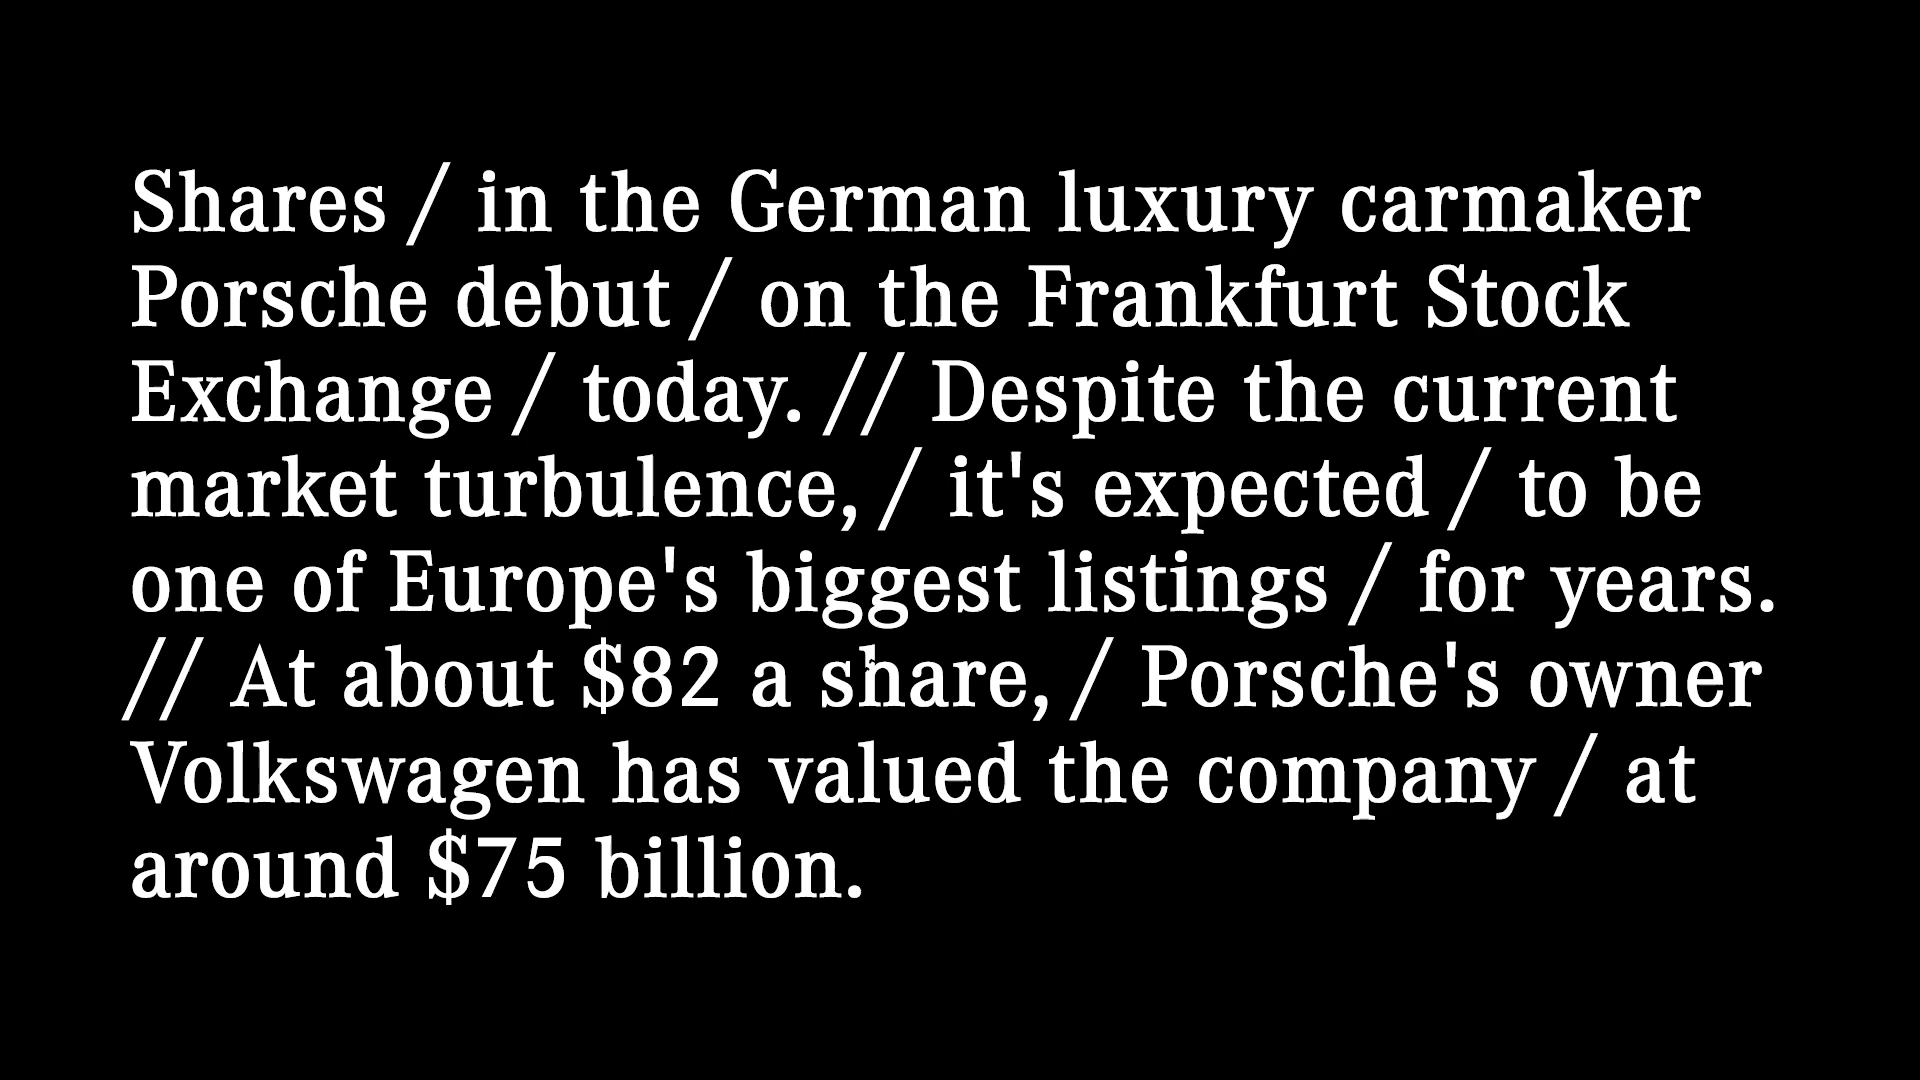 Shares / in the German luxury carmaker
Porsche debut / on the Frankfurt Stock
Exchange / today. // Despite the current
market turbulence, / it's expected / to be
one of Europe's biggest listings / for years.
// At about $82 a share, / Porsche's owner
Volkswagen has valued the company / at
around $75 billion.